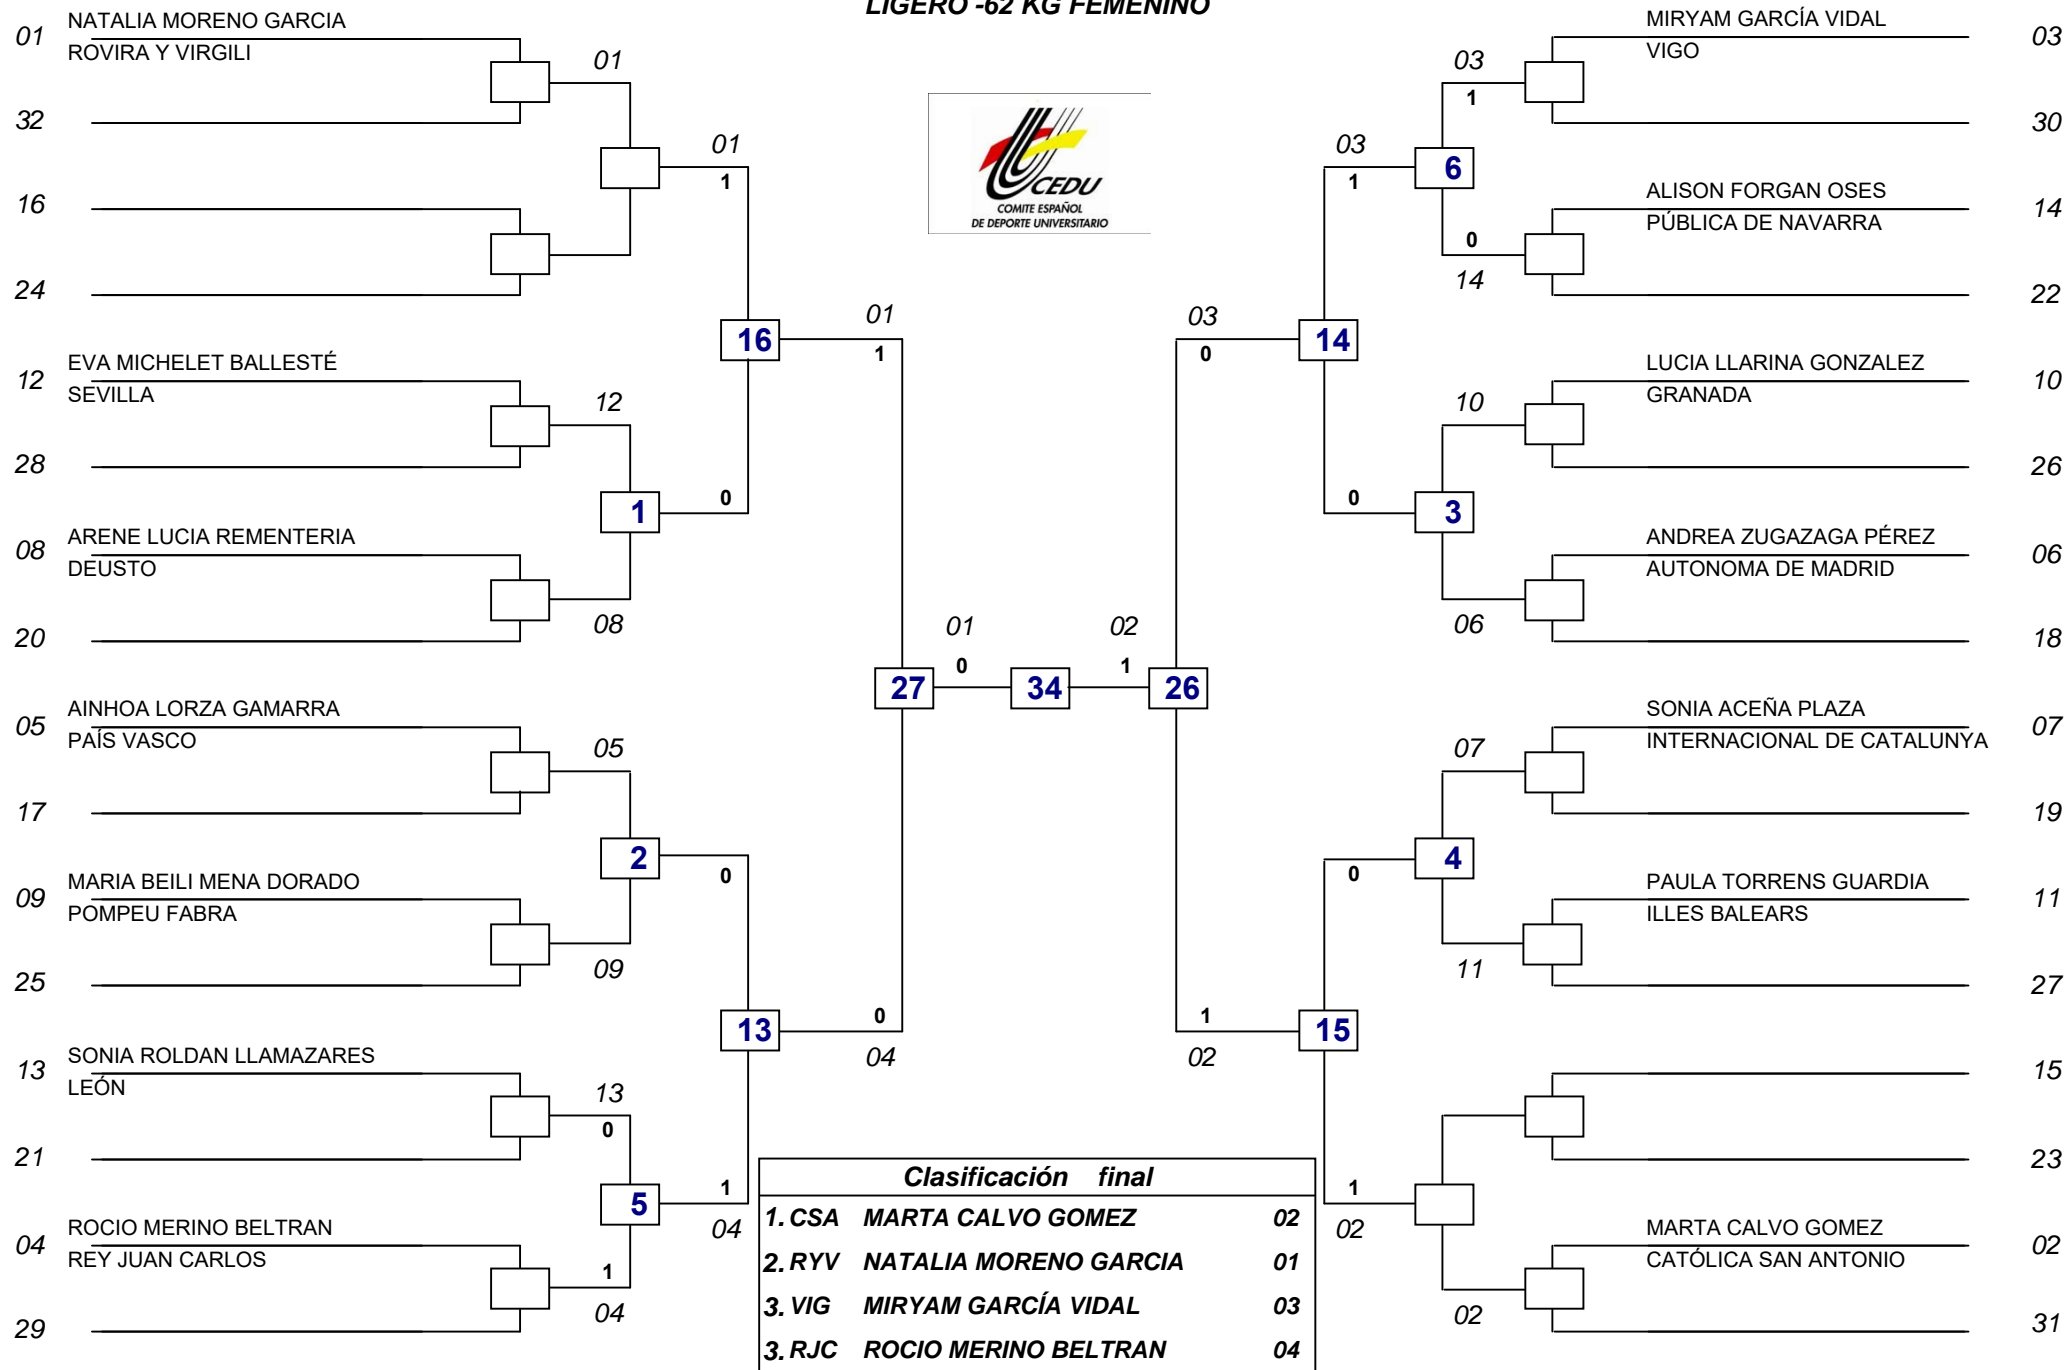 LIGERO -62 KG FEMENINO
01
NATALIA MORENO GARCIA
ROVIRA Y VIRGILI
32
16
24
12
EVA MICHELET BALLESTÉ
SEVILLA
28
08
ARENE LUCIA REMENTERIA
DEUSTO
20
05
AINHOA LORZA GAMARRA
PAÍS VASCO
17
09
MARIA BEILI MENA DORADO
POMPEU FABRA
25
13
SONIA ROLDAN LLAMAZARES
LEÓN
21
04
ROCIO MERINO BELTRAN
REY JUAN CARLOS
29
01
12
1
08
05
2
09
13
0
5
1
04
01
1
16
0
0
13
1
04
01
1
27
0
04
CEDU
COMITE ESPAÑOL
DE DEPORTE UNIVERSITARIO
01
0
34
02
1
26
03
0
1
02
03
1
14
0
0
15
1
02
03
1
6
0
14
10
3
06
07
4
11
02
MIRYAM GARCÍA VIDAL
VIGO
03
30
ALISON FORGAN OSES
PÚBLICA DE NAVARRA
14
22
LUCIA LLARINA GONZALEZ
GRANADA
10
26
ANDREA ZUGAZAGA PÉREZ
AUTONOMA DE MADRID
06
18
SONIA ACEÑA PLAZA
INTERNACIONAL DE CATALUNYA
07
19
PAULA TORRENS GUARDIA
ILLES BALEARS
11
27
15
23
MARTA CALVO GOMEZ
CATÓLICA SAN ANTONIO
02
31
Clasificación final
1. CSA MARTA CALVO GOMEZ 02
2. RYV NATALIA MORENO GARCIA 01
3. VIG MIRYAM GARCÍA VIDAL 03
3. RJC ROCIO MERINO BELTRAN 04